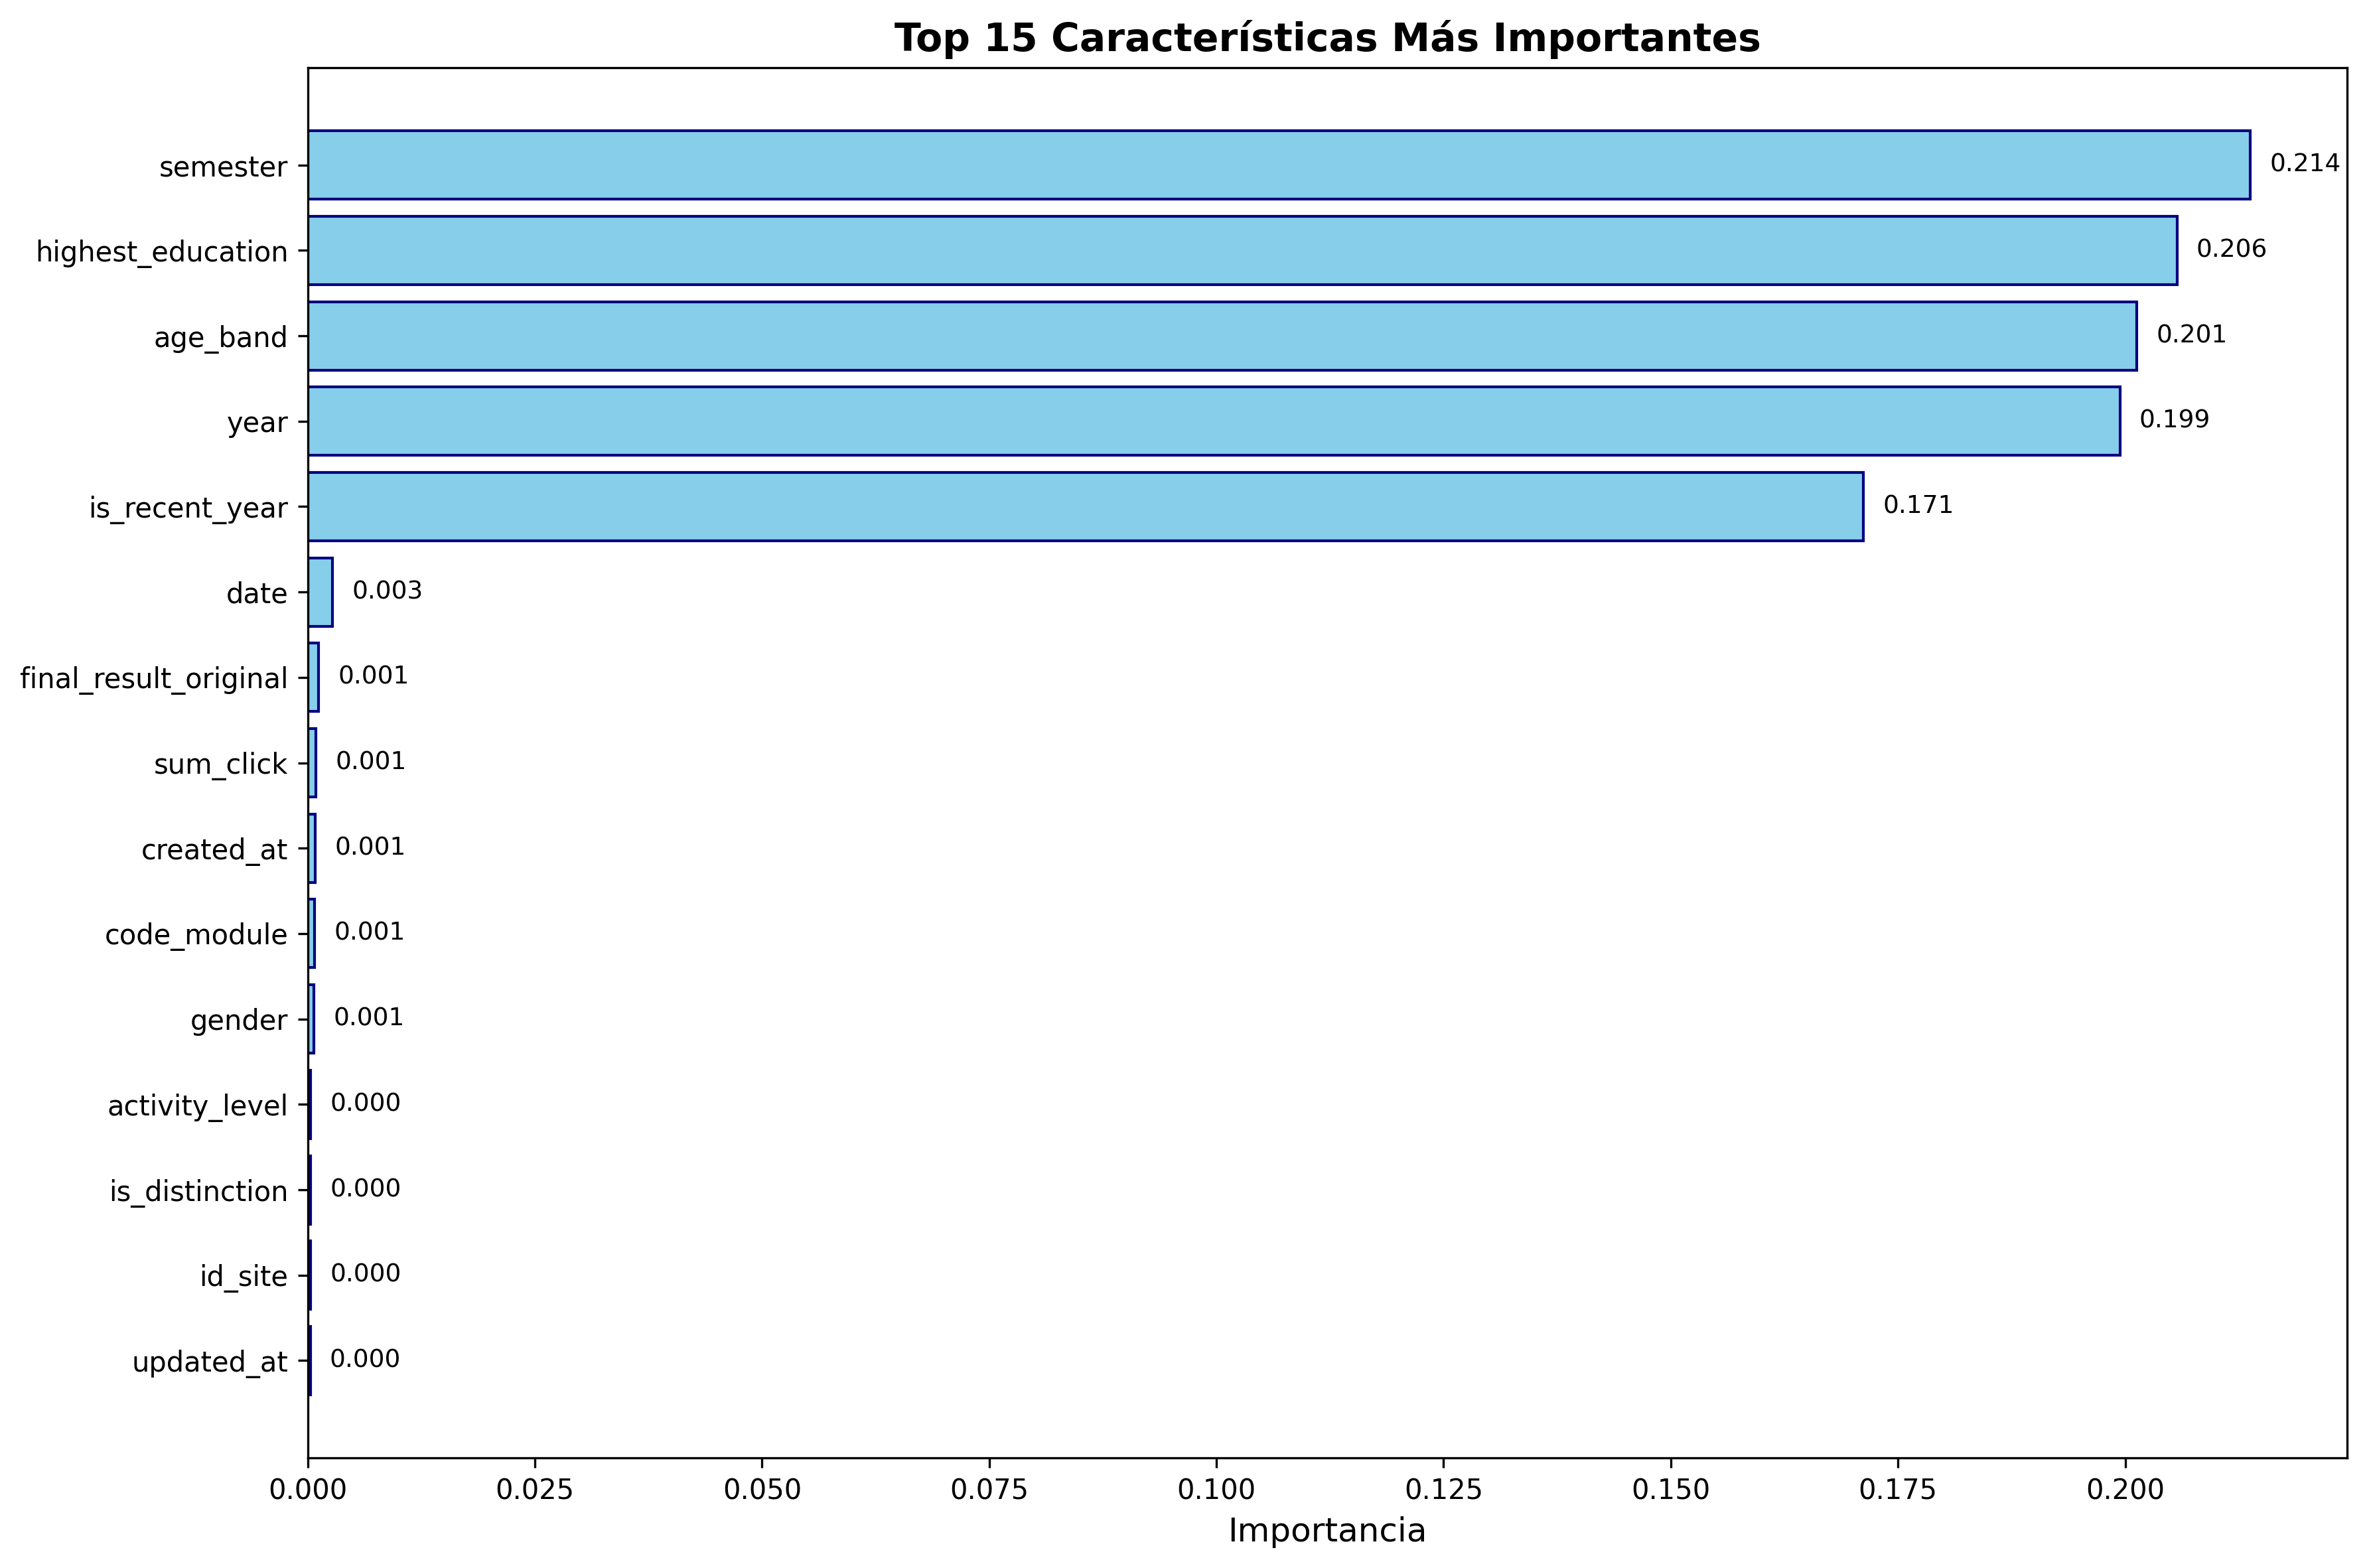 Top 15 Características Más Importantes
semester 0.214
highest_education 0.206
age_band 0.201
year 0.199
is_recent_year 0.171
date 0.003
final_result_original 0.001
sum_click 0.001
created_at 0.001
code_module 0.001
gender 0.001
activity_level 0.000
is_distinction 0.000
id_site 0.000
updated_at 0.000
0.000 0.025 0.050 0.075 0.100 0.125 0.150 0.175 0.200
Importancia